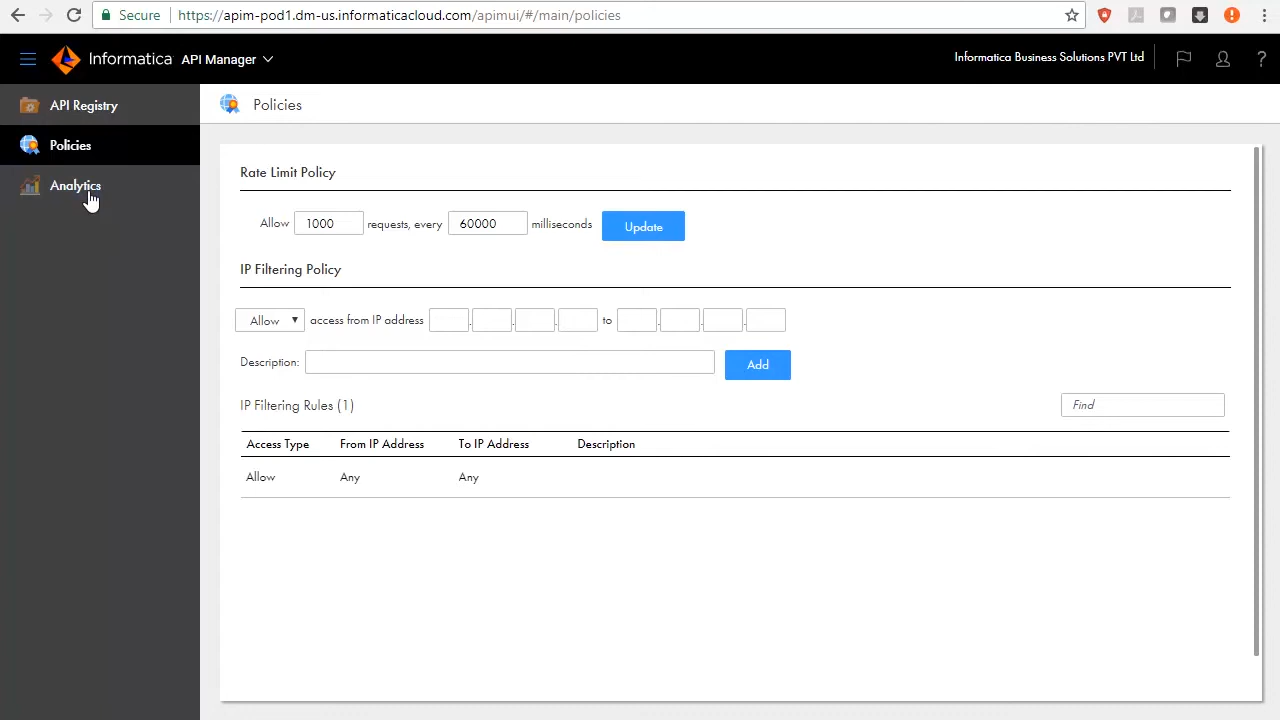 Secure https://apim-pod1.dm-us.informaticacloud.com/apimui/#/main/policies
Informatica API Manager Informatica Business Solutions PVT Ltd ?
API Registry
Policies
Analytics
Policies
Rate Limit Policy
Allow 1000 requests, every 60000 milliseconds Update
IP Filtering Policy
Allow access from IP address . . . to . . .
Description: Add
IP Filtering Rules (1) Find
Access Type From IP Address To IP Address Description
Allow Any Any